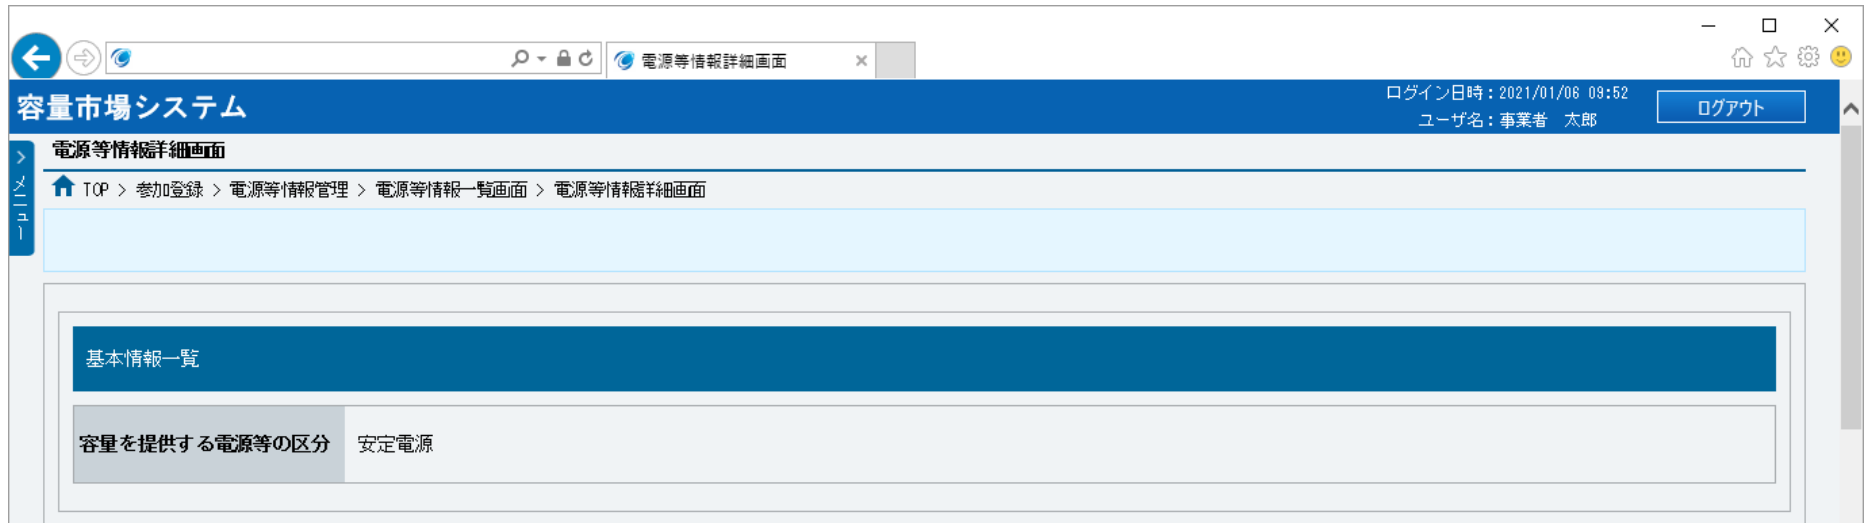 電源等情報詳細画面
容量市場システム
ログイン日時：2021/01/06 09:52
ユーザ名：事業者　太郎
ログアウト
メニュー
電源等情報詳細画面
TOP > 参加登録 > 電源等情報管理 > 電源等情報一覧画面 > 電源等情報詳細画面
基本情報一覧
容量を提供する電源等の区分 安定電源